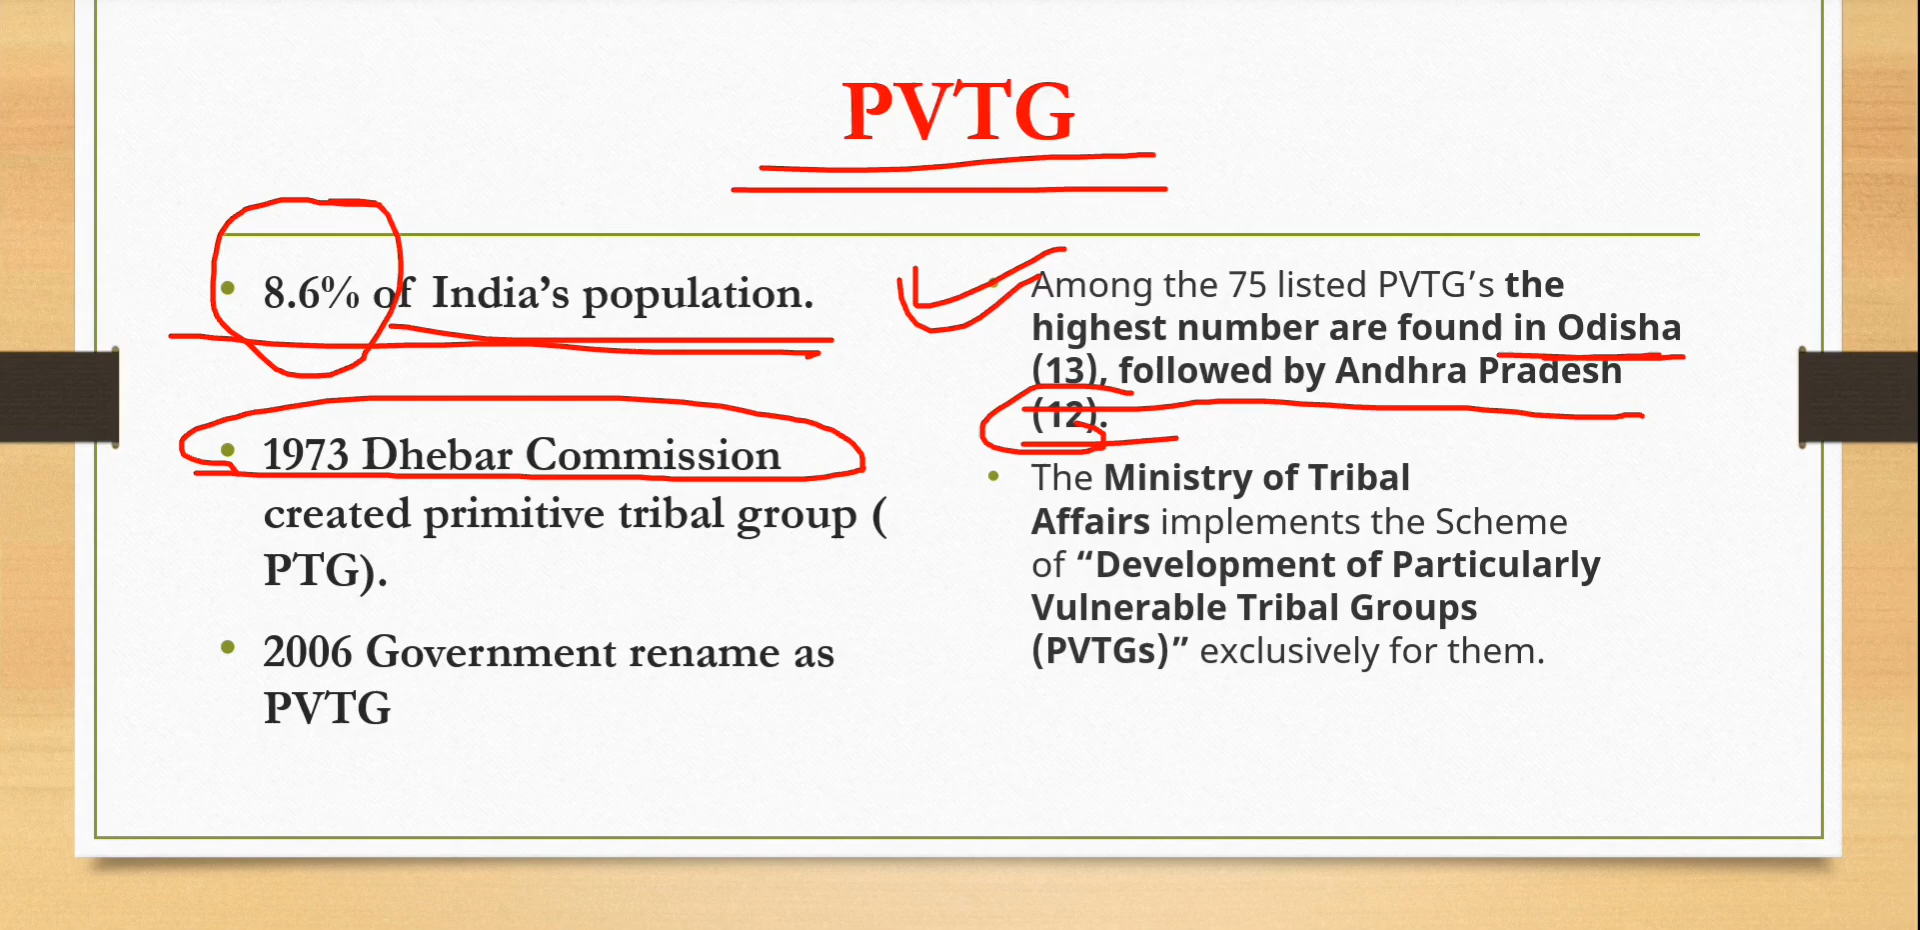 PVTG
8.6% of India’s population.
1973 Dhebar Commission
created primitive tribal group (
PTG).
2006 Government rename as
PVTG
Among the 75 listed PVTG’s the
highest number are found in Odisha
(13), followed by Andhra Pradesh
(12).
The Ministry of Tribal
Affairs implements the Scheme
of “Development of Particularly
Vulnerable Tribal Groups
(PVTGs)” exclusively for them.